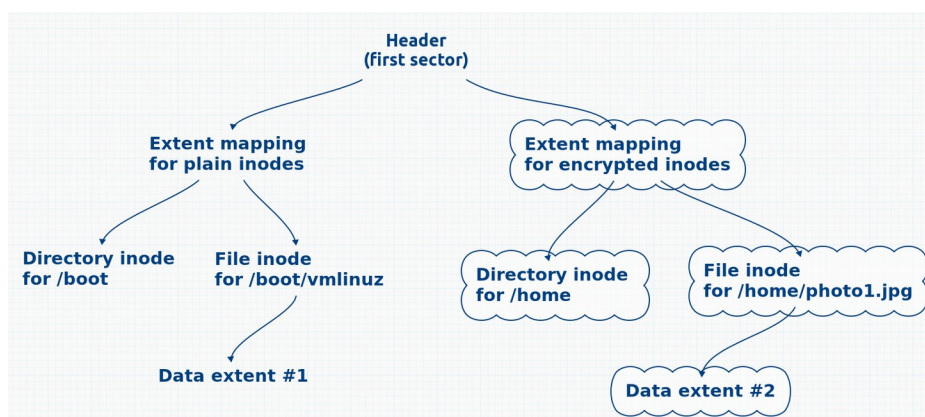 Header
(first sector)
Extent mapping
for plain inodes
Extent mapping
for encrypted inodes
Directory inode
for /boot
File inode
for /boot/vmlinuz
Directory inode
for /home
File inode
for /home/photo1.jpg
Data extent #1
Data extent #2